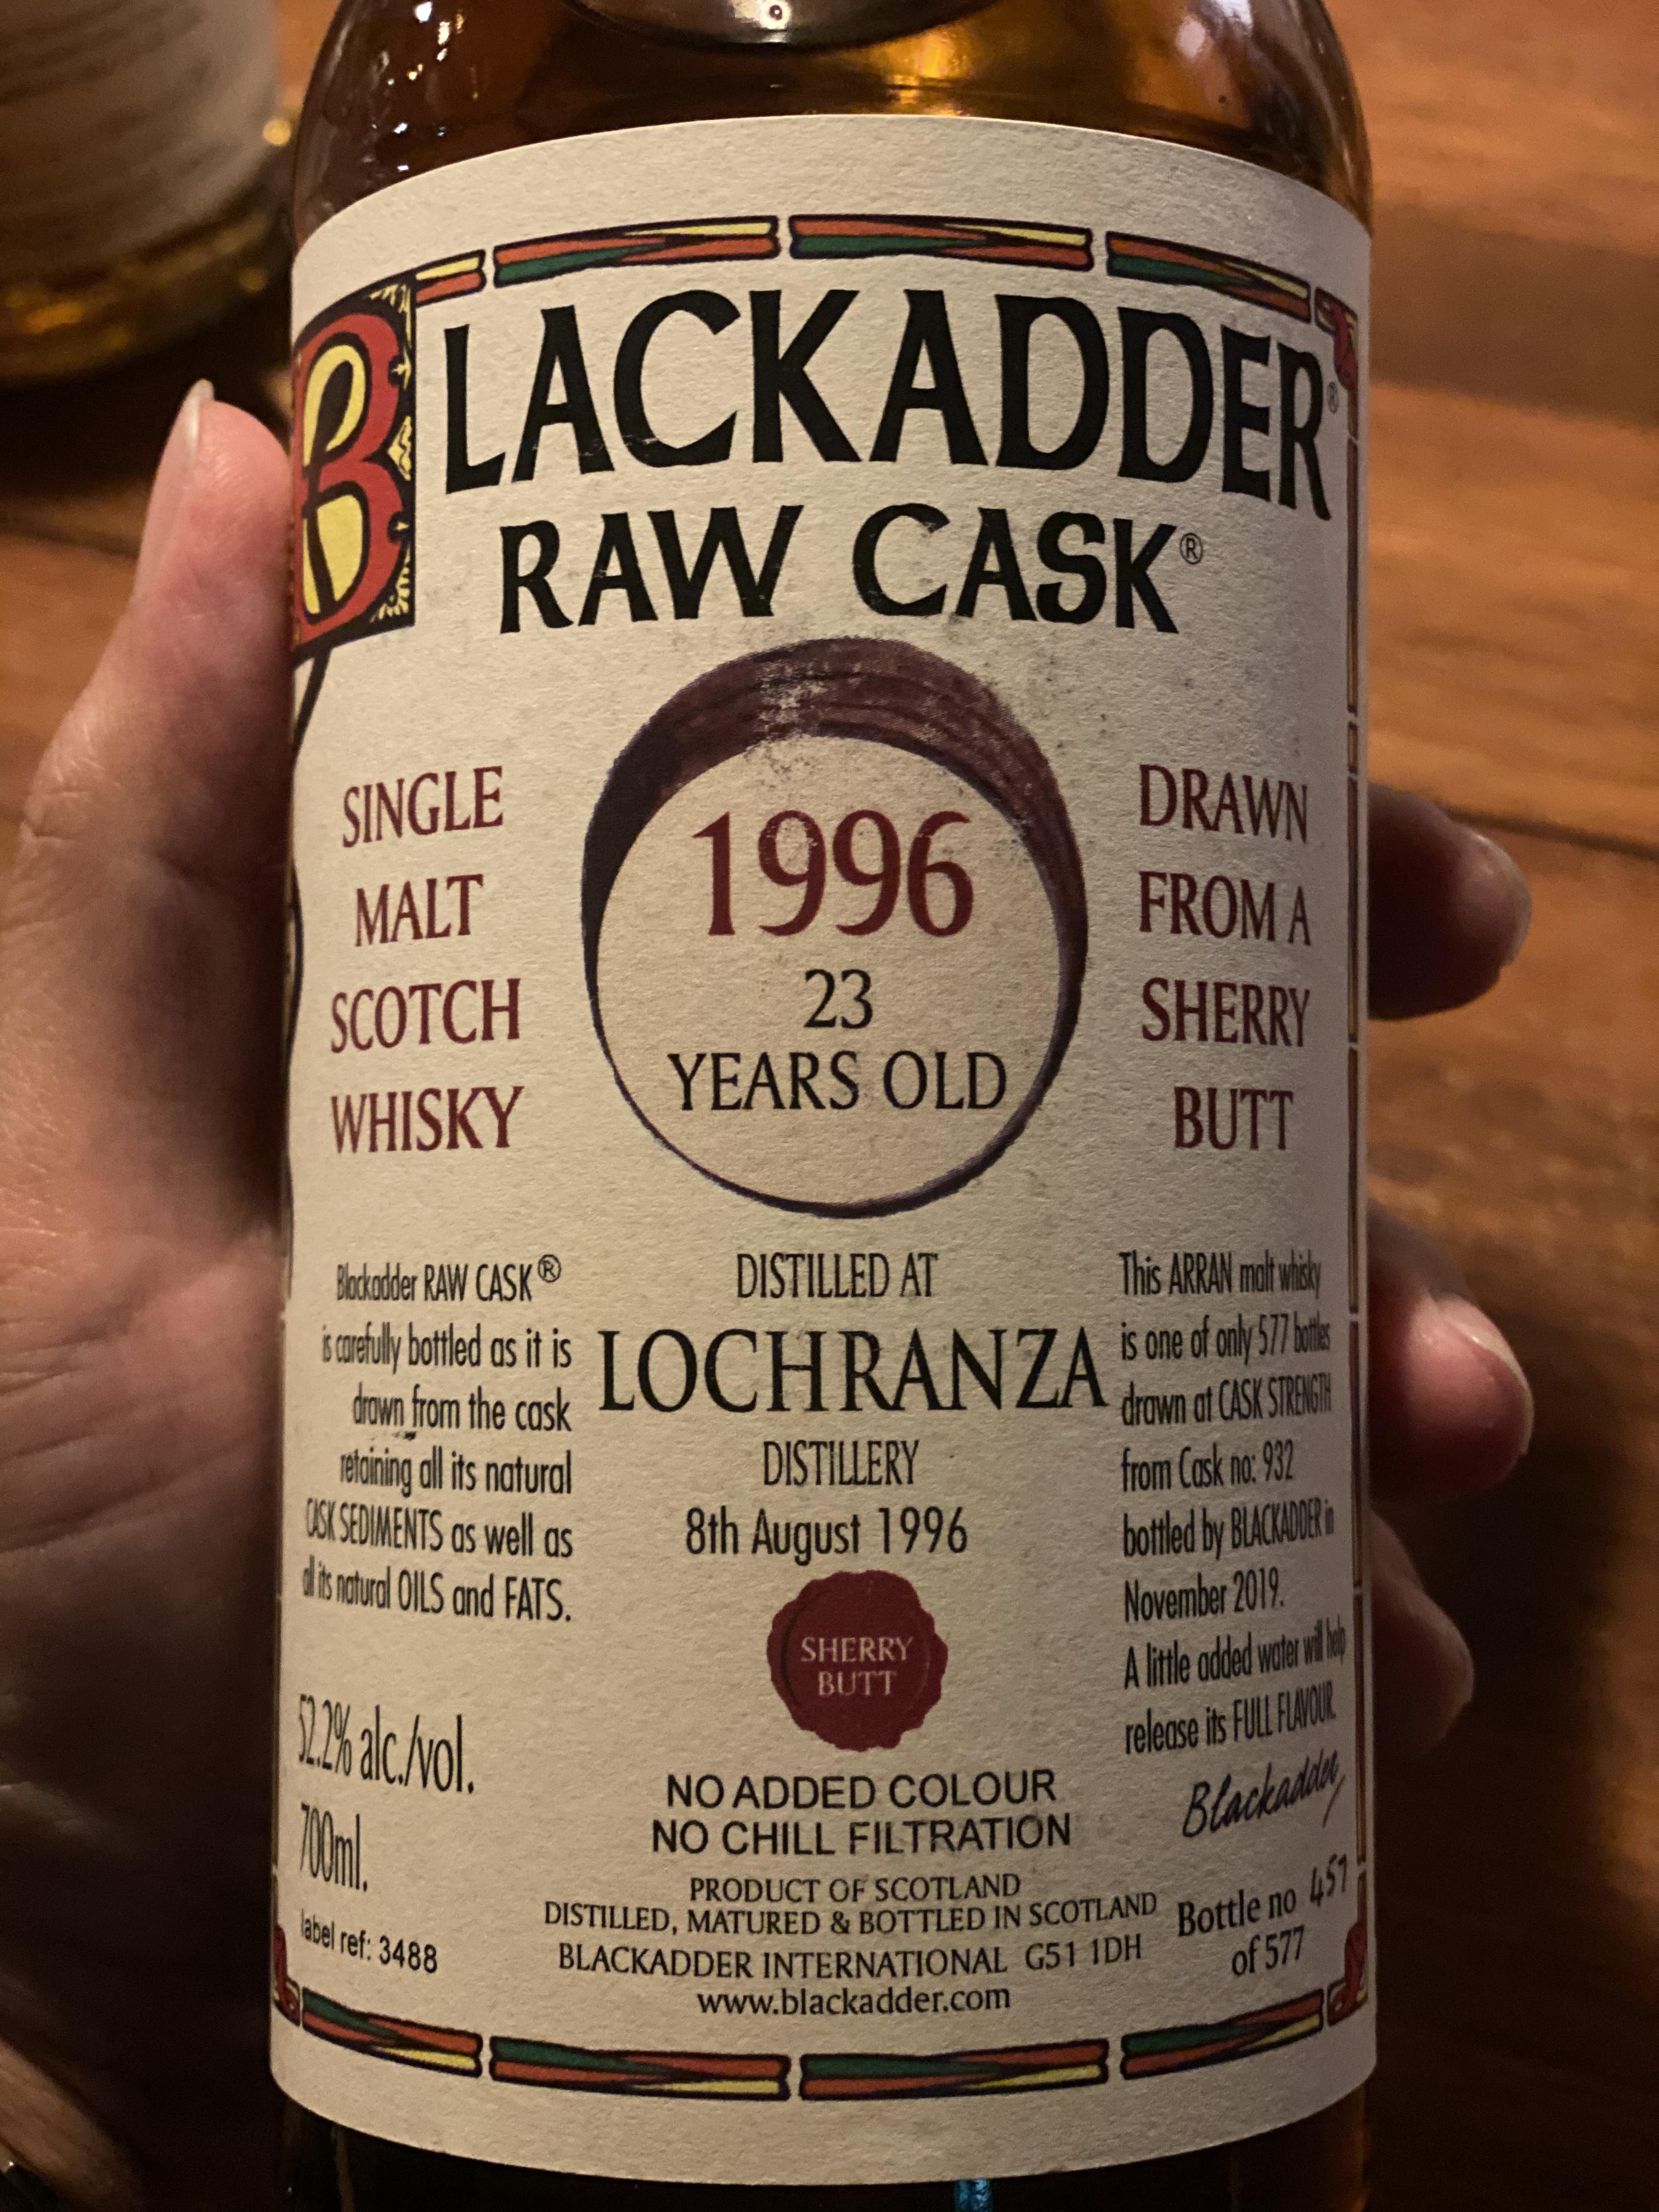 BLACKADDER®
RAW CASK®
SINGLE
MALT
SCOTCH
WHISKY
1996
23
YEARS OLD
DRAWN
FROM A
SHERRY
BUTT
Blackadder RAW CASK®
is carefully bottled as it is
drawn from the cask
retaining all its natural
CASK SEDIMENTS as well as
all its natural OILS and FATS.
52.2% alc./vol.
700ml.
label ref: 3488
DISTILLED AT
LOCHRANZA
DISTILLERY
8th August 1996
SHERRY
BUTT
NO ADDED COLOUR
NO CHILL FILTRATION
PRODUCT OF SCOTLAND
DISTILLED, MATURED & BOTTLED IN SCOTLAND
BLACKADDER INTERNATIONAL G51 1DH
www.blackadder.com
This ARRAN malt whisky
is one of only 577 bottles
drawn at CASK STRENGTH
from Cask no: 932
bottled by BLACKADDER in
November 2019.
A little added water will help
release its FULL FLAVOUR.
Blackadder
Bottle no
of 577